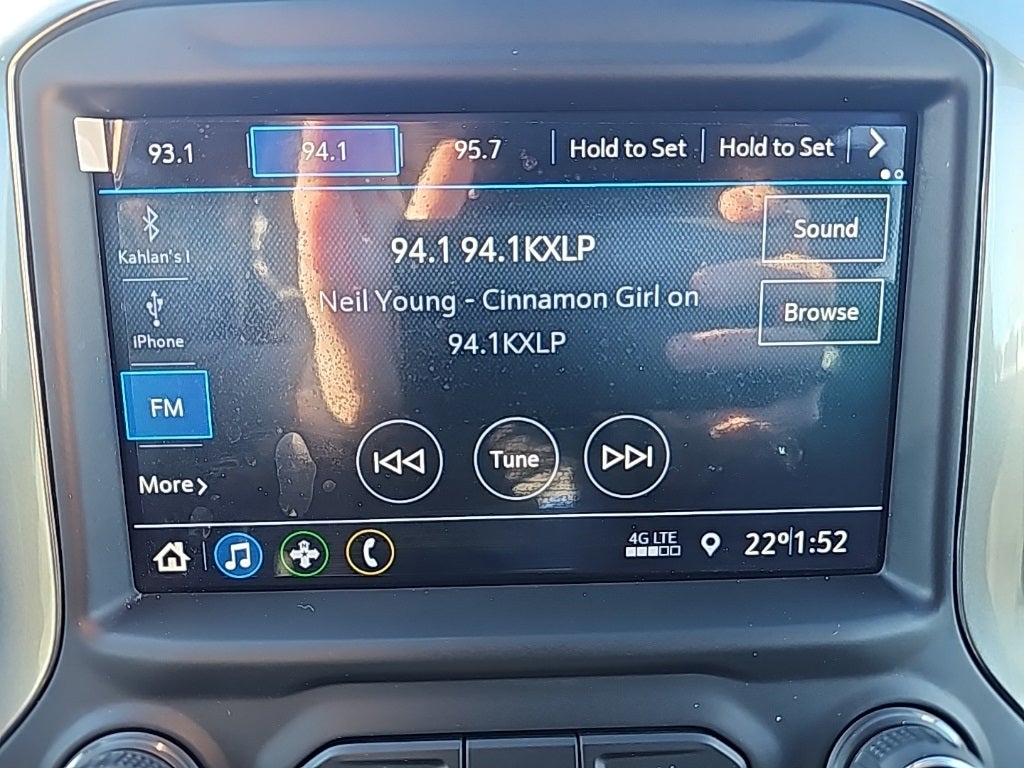 93.1 94.1 95.7 Hold to Set Hold to Set >
Kahlan's I
iPhone
FM
More>
94.1 94.1KXLP
Neil Young - Cinnamon Girl on
94.1KXLP
Sound
Browse
Tune
N
4G LTE
22° 1:52